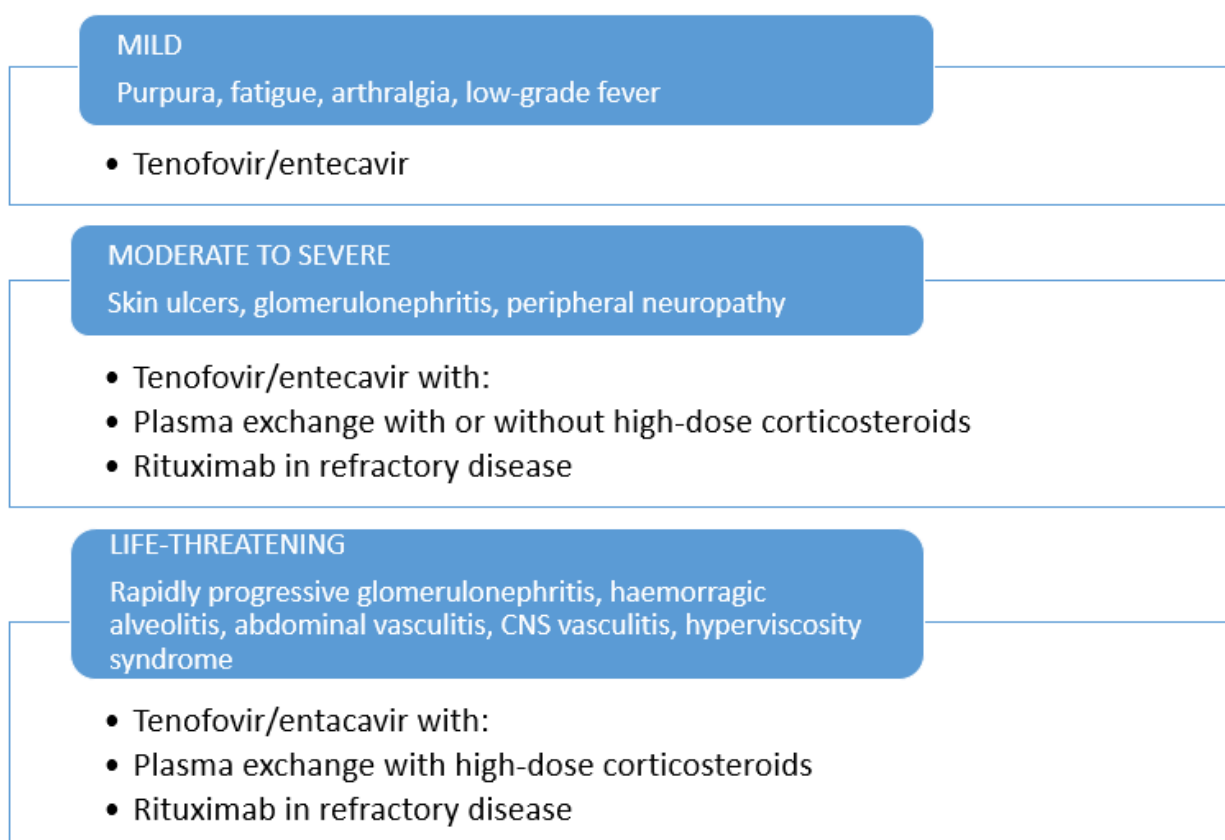 MILD
Purpura, fatigue, arthralgia, low-grade fever
• Tenofovir/entecavir
MODERATE TO SEVERE
Skin ulcers, glomerulonephritis, peripheral neuropathy
• Tenofovir/entecavir with:
• Plasma exchange with or without high-dose corticosteroids
• Rituximab in refractory disease
LIFE-THREATENING
Rapidly progressive glomerulonephritis, haemorragic
alveolitis, abdominal vasculitis, CNS vasculitis, hyperviscosity
syndrome
• Tenofovir/entacavir with:
• Plasma exchange with high-dose corticosteroids
• Rituximab in refractory disease